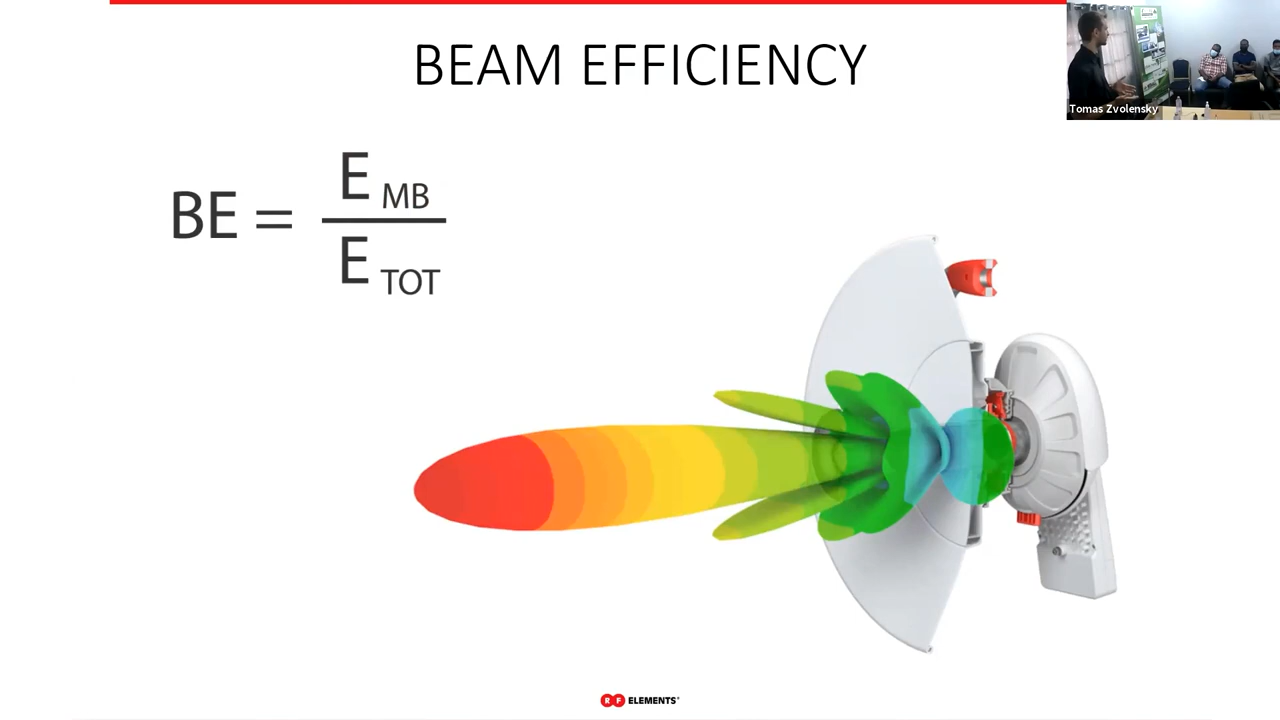 BEAM EFFICIENCY
Tomas Zvolensky
BE = E MB / E TOT
RF ELEMENTS